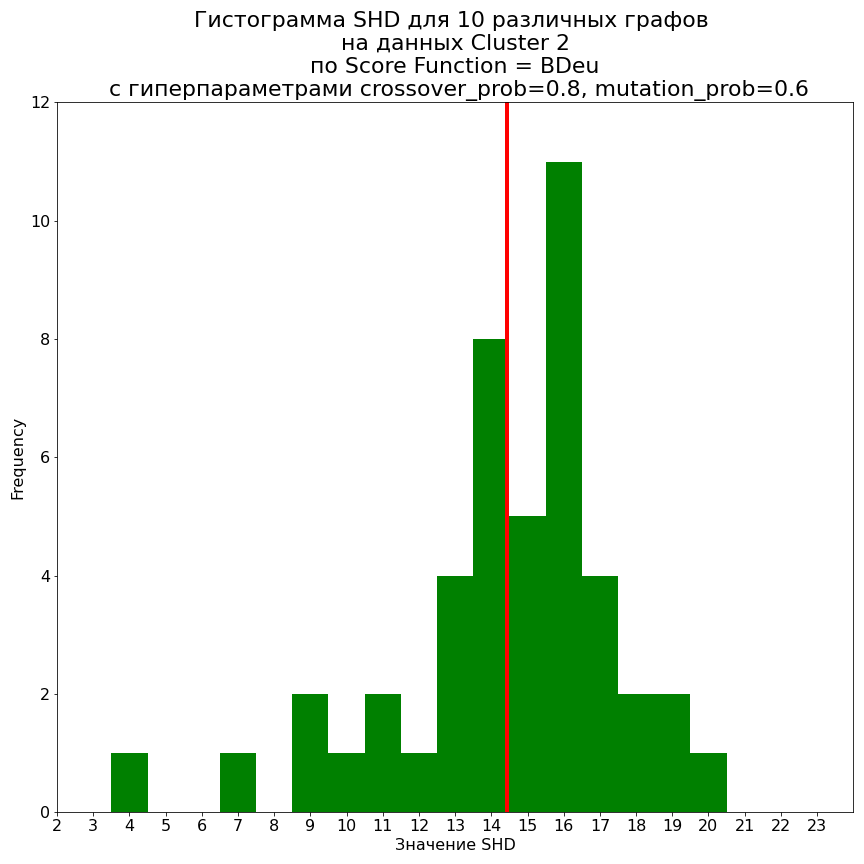 Гистограмма SHD для 10 различных графов
на данных Cluster 2
по Score Function = BDeu
с гиперпараметрами crossover_prob=0.8, mutation_prob=0.6
12
10
8
6
4
2
0
Frequency
2 3 4 5 6 7 8 9 10 11 12 13 14 15 16 17 18 19 20 21 22 23
Значение SHD